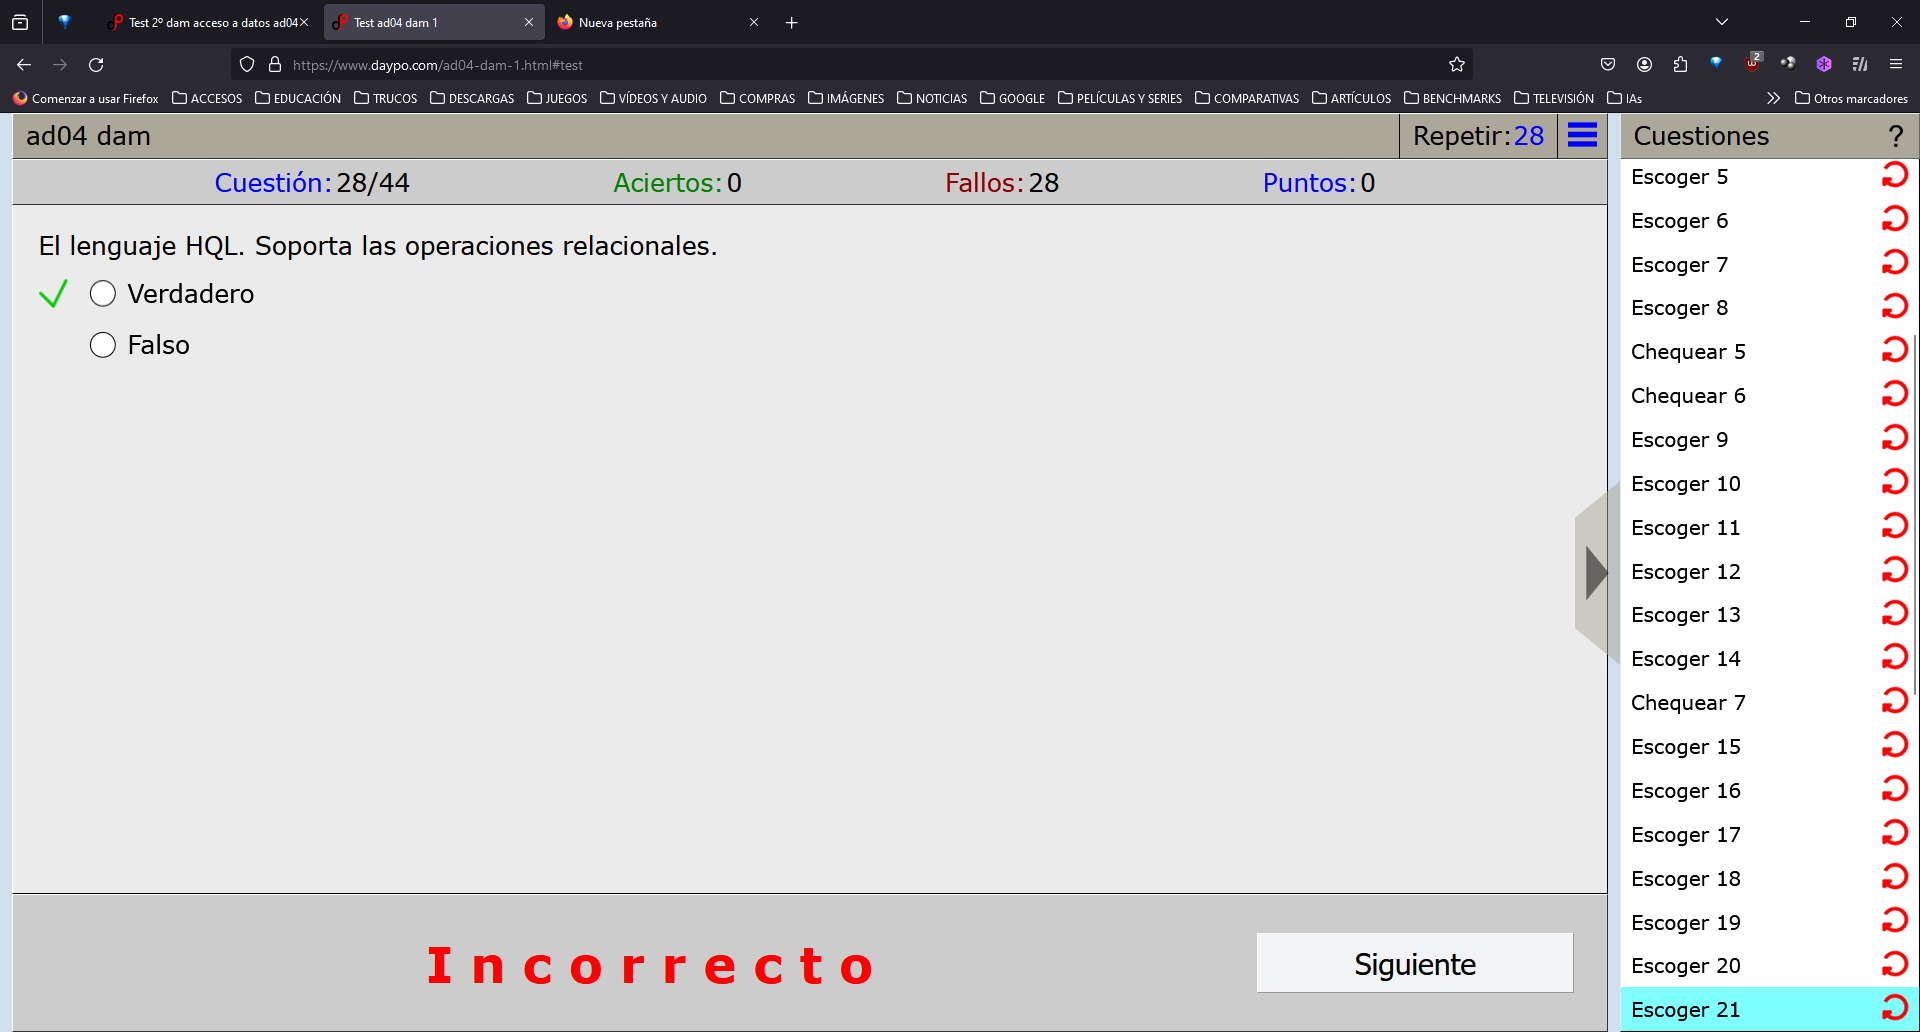 Test 2º dam acceso a datos ad04
Test ad04 dam 1
Nueva pestaña
https://www.daypo.com/ad04-dam-1.html#test
2
Comenzar a usar Firefox
ACCESOS
EDUCACIÓN
TRUCOS
DESCARGAS
JUEGOS
VÍDEOS Y AUDIO
COMPRAS
IMÁGENES
NOTICIAS
GOOGLE
PELÍCULAS Y SERIES
COMPARATIVAS
ARTÍCULOS
BENCHMARKS
TELEVISIÓN
IAs
Otros marcadores
ad04 dam
Repetir:28
Cuestión:28/44
Aciertos:0
Fallos:28
Puntos:0
El lenguaje HQL. Soporta las operaciones relacionales.
Verdadero
Falso
Incorrecto
Siguiente
Cuestiones
?
Escoger 5
Escoger 6
Escoger 7
Escoger 8
Chequear 5
Chequear 6
Escoger 9
Escoger 10
Escoger 11
Escoger 12
Escoger 13
Escoger 14
Chequear 7
Escoger 15
Escoger 16
Escoger 17
Escoger 18
Escoger 19
Escoger 20
Escoger 21